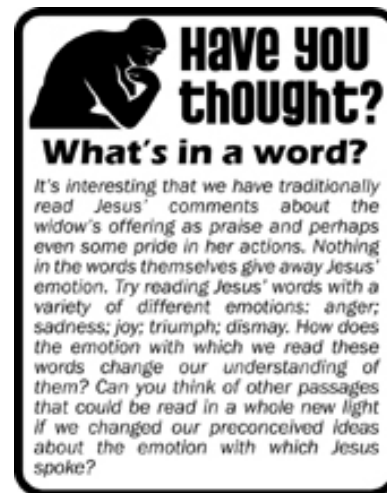 Have you
thought?
What's in a word?
It's interesting that we have traditionally
read Jesus' comments about the
widow's offering as praise and perhaps
even some pride in her actions. Nothing
in the words themselves give away Jesus'
emotion. Try reading Jesus' words with a
variety of different emotions: anger;
sadness; joy; triumph; dismay. How does
the emotion with which we read these
words change our understanding of
them? Can you think of other passages
that could be read in a whole new light
if we changed our preconceived ideas
about the emotion with which Jesus
spoke?